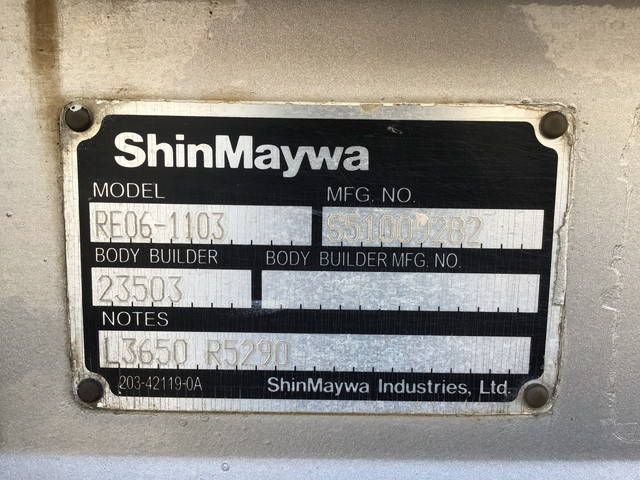 ShinMaywa
MODEL MFG. NO.
RE06-1103 S51009282
BODY BUILDER BODY BUILDER MFG. NO.
23503
NOTES
L3650 R5290
203-42119-0A ShinMaywa Industries, Ltd.